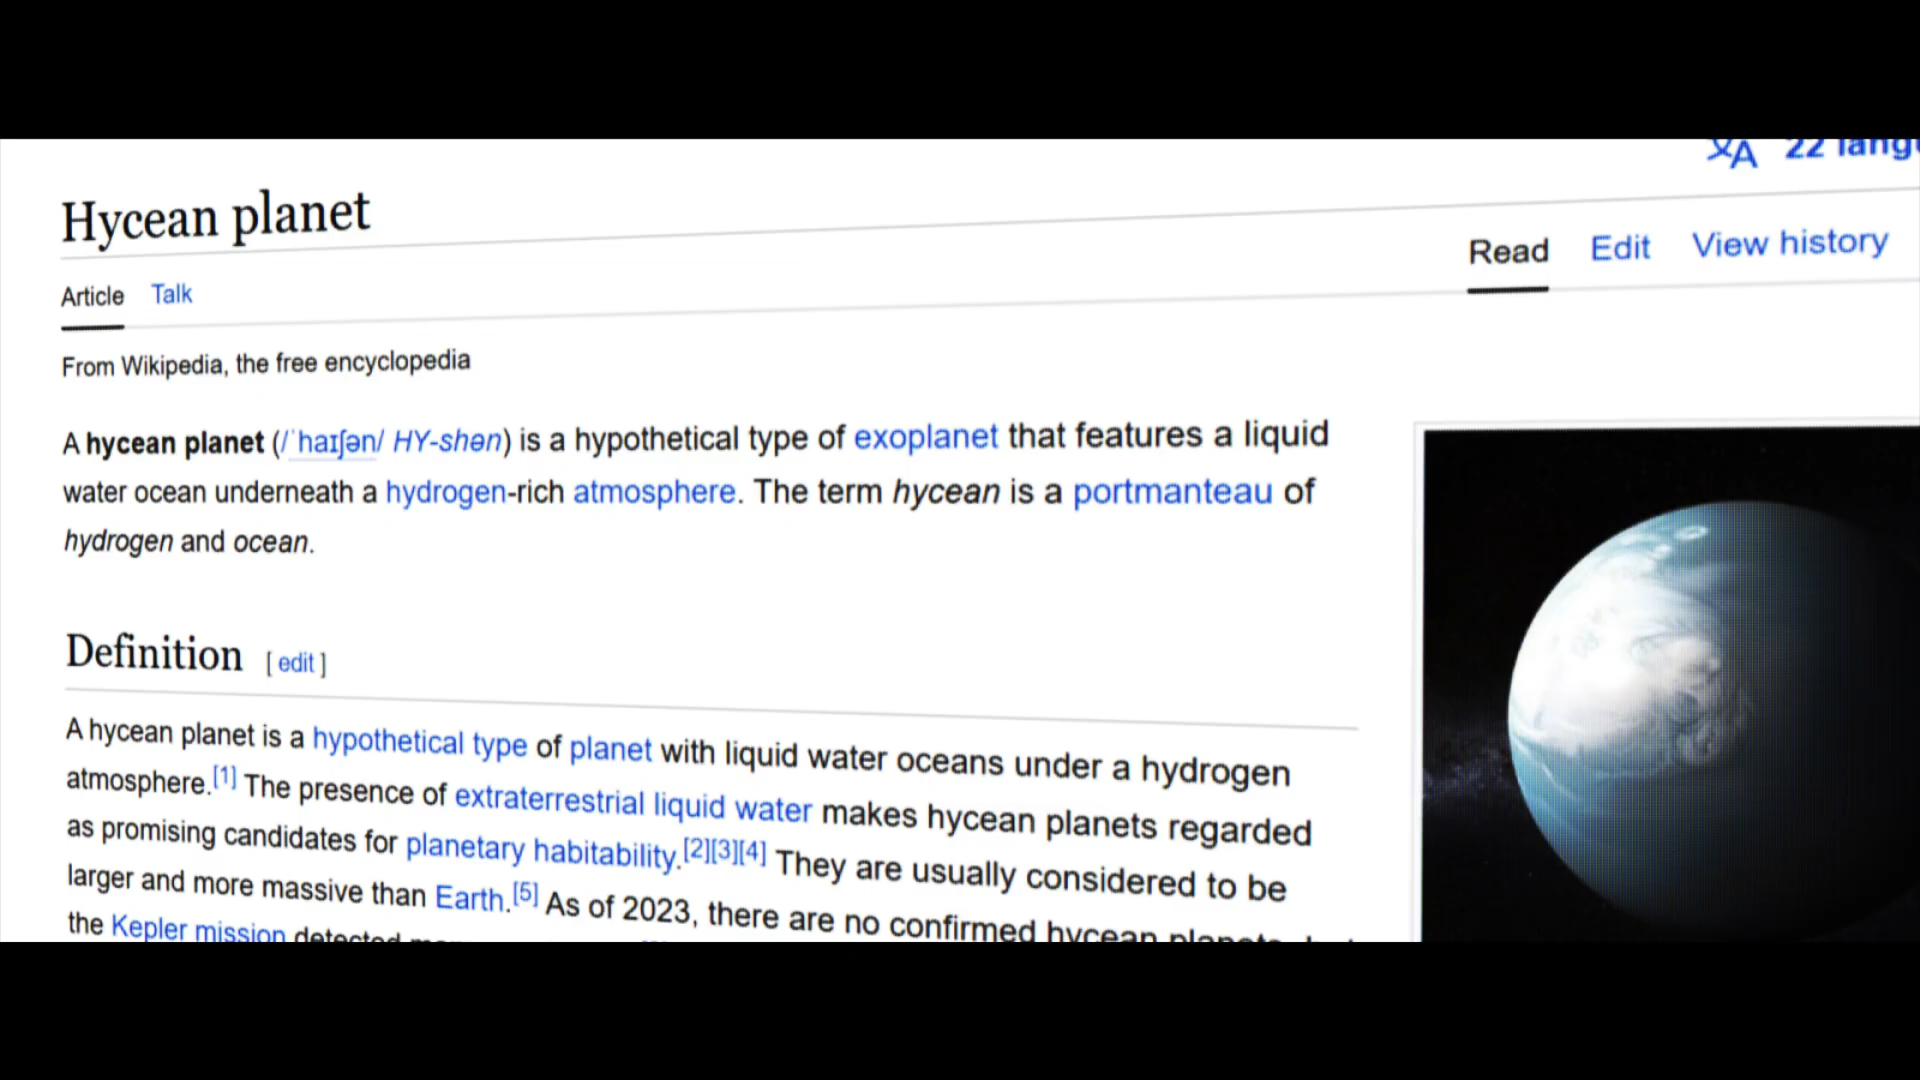 22
Hycean planet
Read Edit View history
Article Talk
From Wikipedia, the free encyclopedia
A hycean planet (/ˈhaɪʃən/ HY-shən) is a hypothetical type of exoplanet that features a liquid
water ocean underneath a hydrogen-rich atmosphere. The term hycean is a portmanteau of
hydrogen and ocean.
Definition [ edit ]
A hycean planet is a hypothetical type of planet with liquid water oceans under a hydrogen
atmosphere.[1] The presence of extraterrestrial liquid water makes hycean planets regarded
as promising candidates for planetary habitability.[2][3][4] They are usually considered to be
larger and more massive than Earth.[5] As of 2023, there are no confirmed hycean planets,
the Kepler mission detected